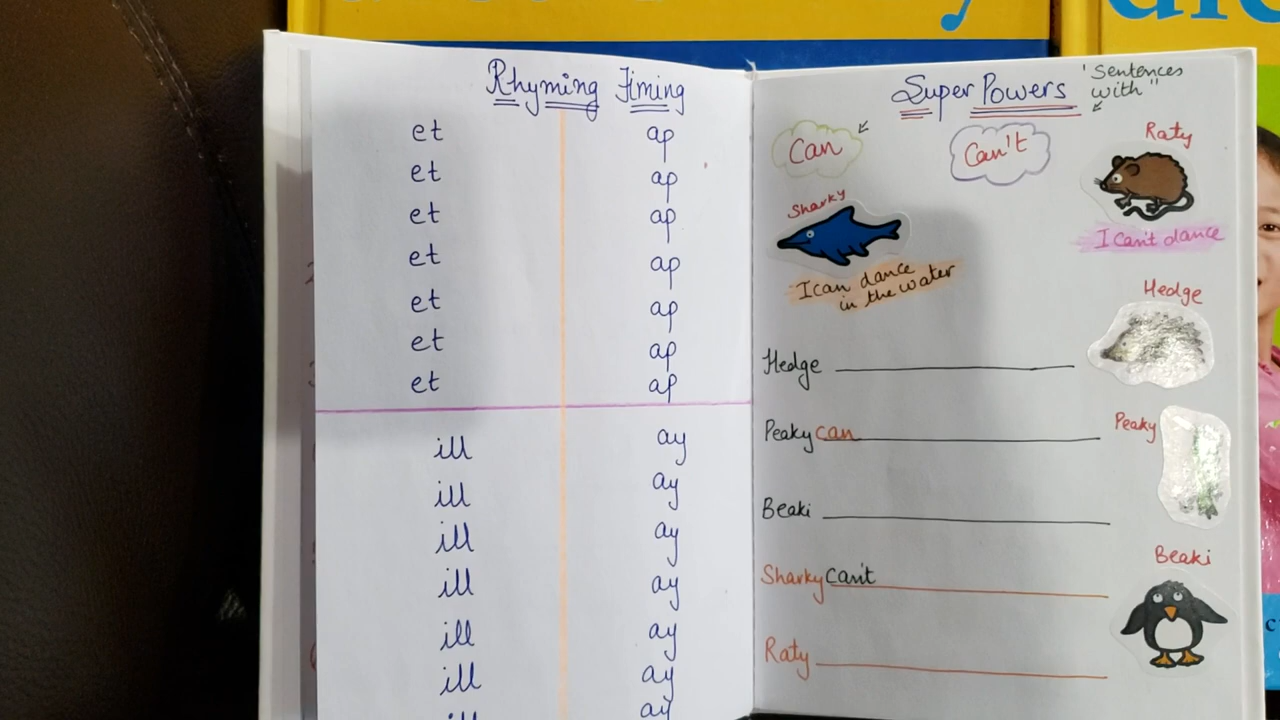 Rhyming Timing
et ap
et ap
et ap
et ap
et ap
et ap
et ap
ill ay
ill ay
ill ay
ill ay
ill ay
ill ay
ill ay
Super Powers 'Sentences
with"
Can Can't Raty
Sharky
I can't dance
I can dance
in the water
Hedge
Hedge
Peaky can Peaky
Beaki
Beaki
Sharky can't
Raty